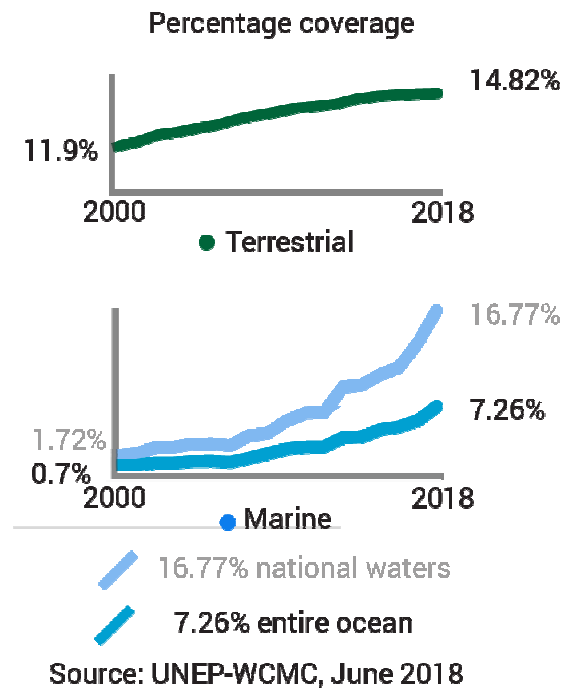 Percentage coverage
14.82%
11.9%
2000 2018
Terrestrial
16.77%
7.26%
1.72%
0.7%
2000 2018
Marine
16.77% national waters
7.26% entire ocean
Source: UNEP-WCMC, June 2018